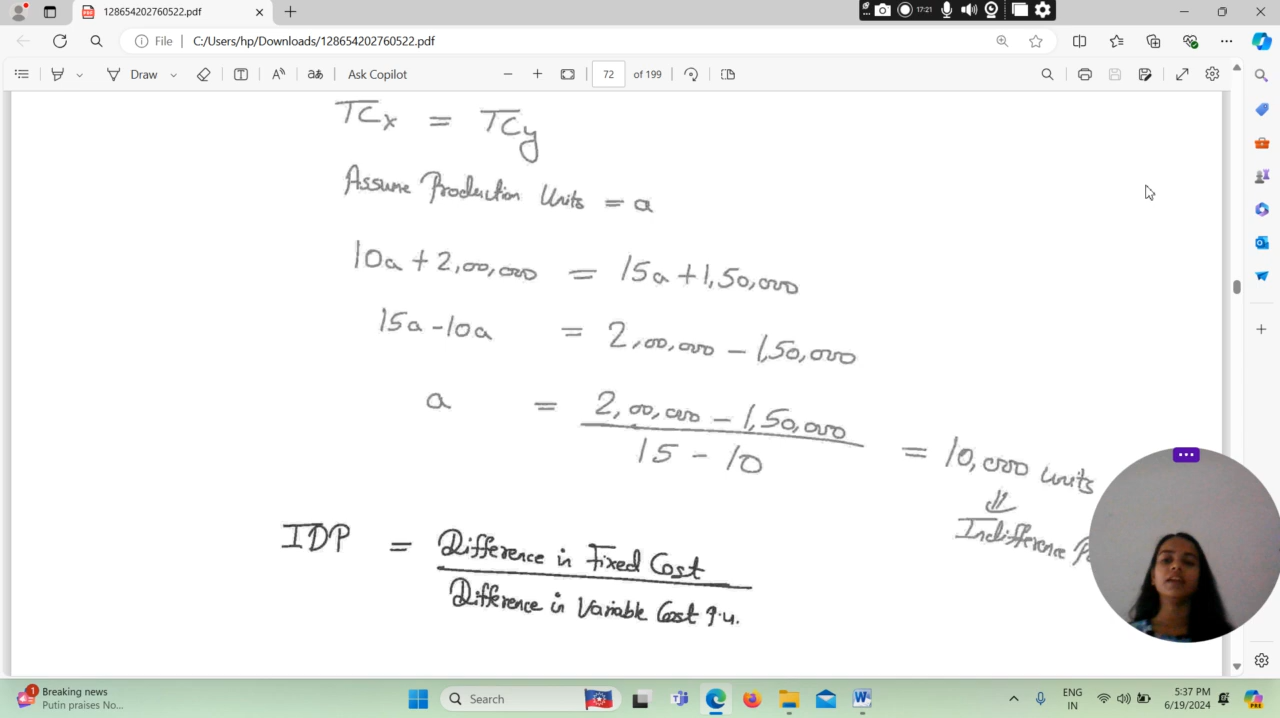 128654202760522.pdf
17:21
File
C:/Users/hp/Downloads/128654202760522.pdf
Draw
Ask Copilot
72 of 199
TCx = TCy
Assume Production Units = a
10a + 2,00,000 = 15a + 1,50,000
15a - 10a = 2,00,000 - 1,50,000
a = 2,00,000 - 1,50,000
15 - 10
= 10,000 units
Indifference
IDP = Difference in Fixed Cost
Difference in Variable Cost p.u.
Breaking news
Putin praises No...
Search
ENG
IN
5:37 PM
6/19/2024